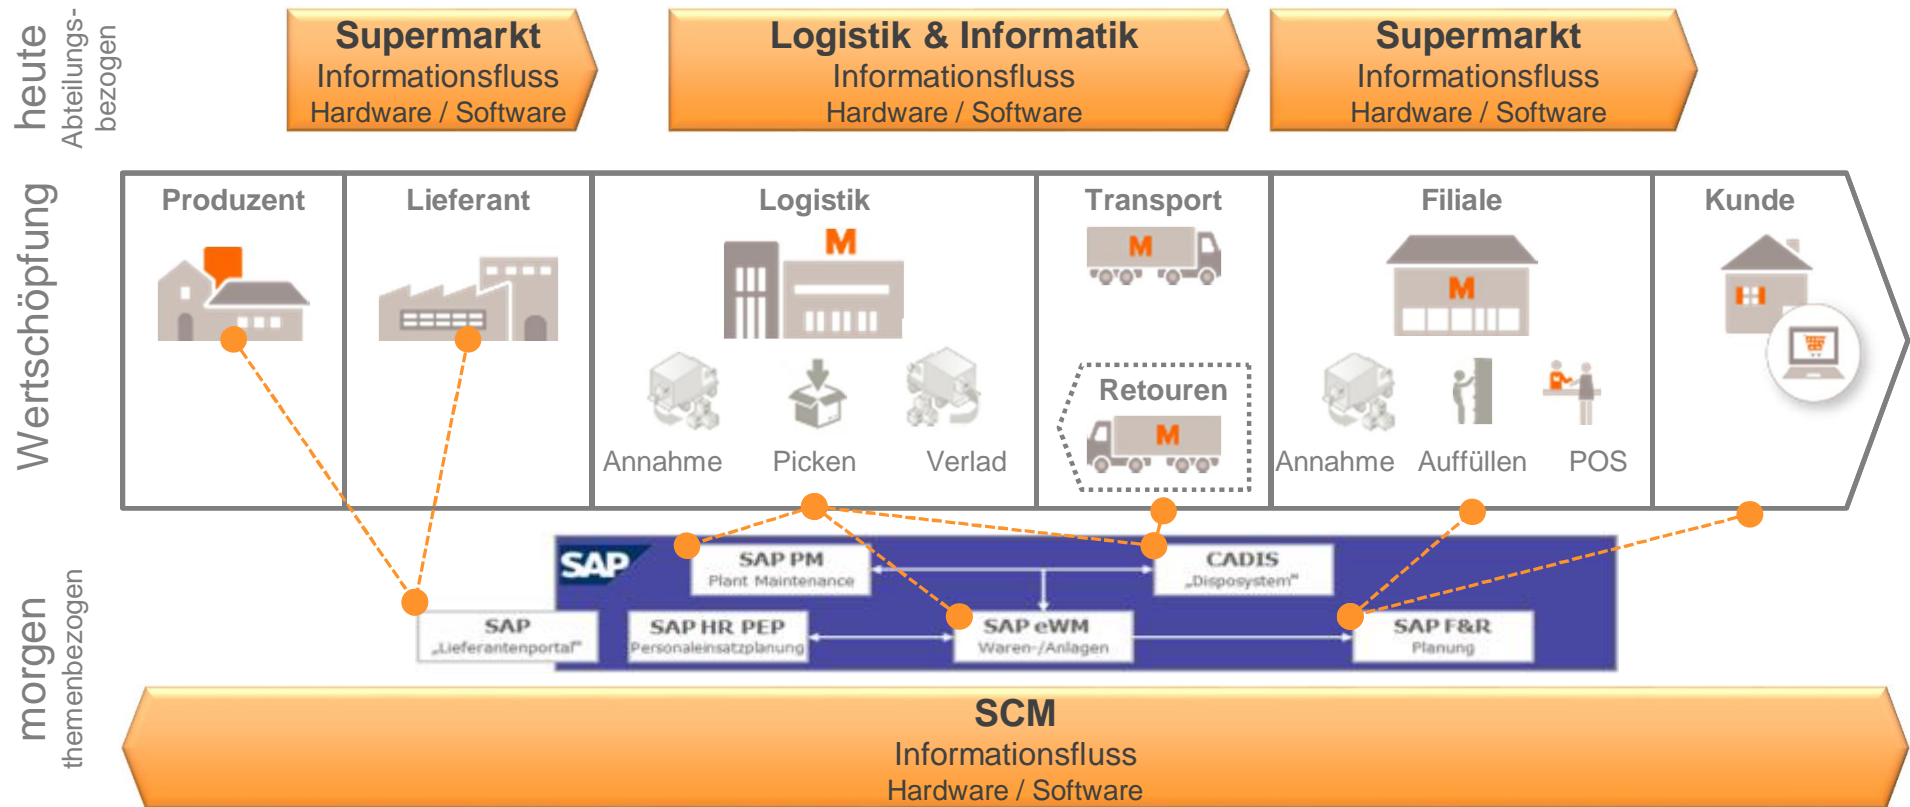 heute
Abteilungs-
bezogen
Supermarkt
Informationsfluss
Hardware / Software
Logistik & Informatik
Informationsfluss
Hardware / Software
Supermarkt
Informationsfluss
Hardware / Software
Wertschöpfung
Produzent
Lieferant
Logistik
M
Annahme
Picken
Verlad
Transport
M
Retouren
M
Filiale
M
Annahme
Auffüllen
POS
Kunde
morgen
themenbezogen
SAP
SAP PM
Plant Maintenance
CADIS
„Disposystem"
SAP
„Lieferantenportal"
SAP HR PEP
Personaleinsatzplanung
SAP eWM
Waren-/Anlagen
SAP F&R
Planung
SCM
Informationsfluss
Hardware / Software